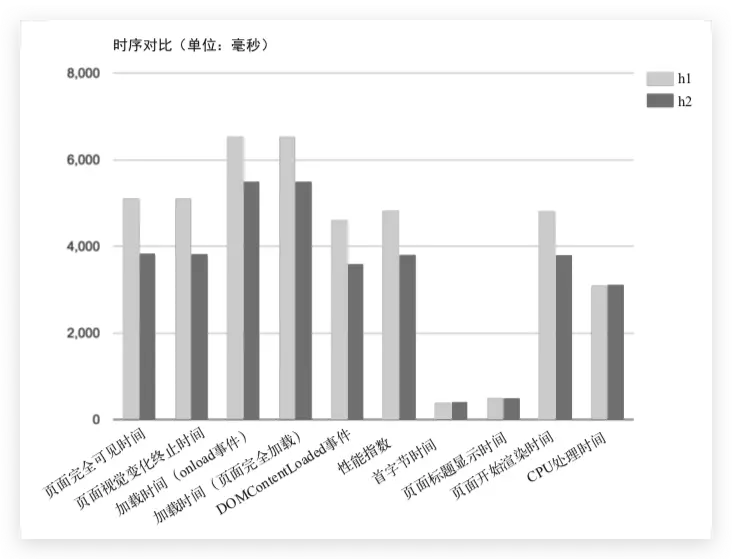 时序对比（单位：毫秒）
8,000
6,000
4,000
2,000
0
h1
h2
页面完全可见时间
页面视觉变化终止时间
加载时间（onload事件）
加载时间（页面完全加载）
DOMContentLoaded事件
性能指数
首字节时间
页面标题显示时间
页面开始渲染时间
CPU处理时间